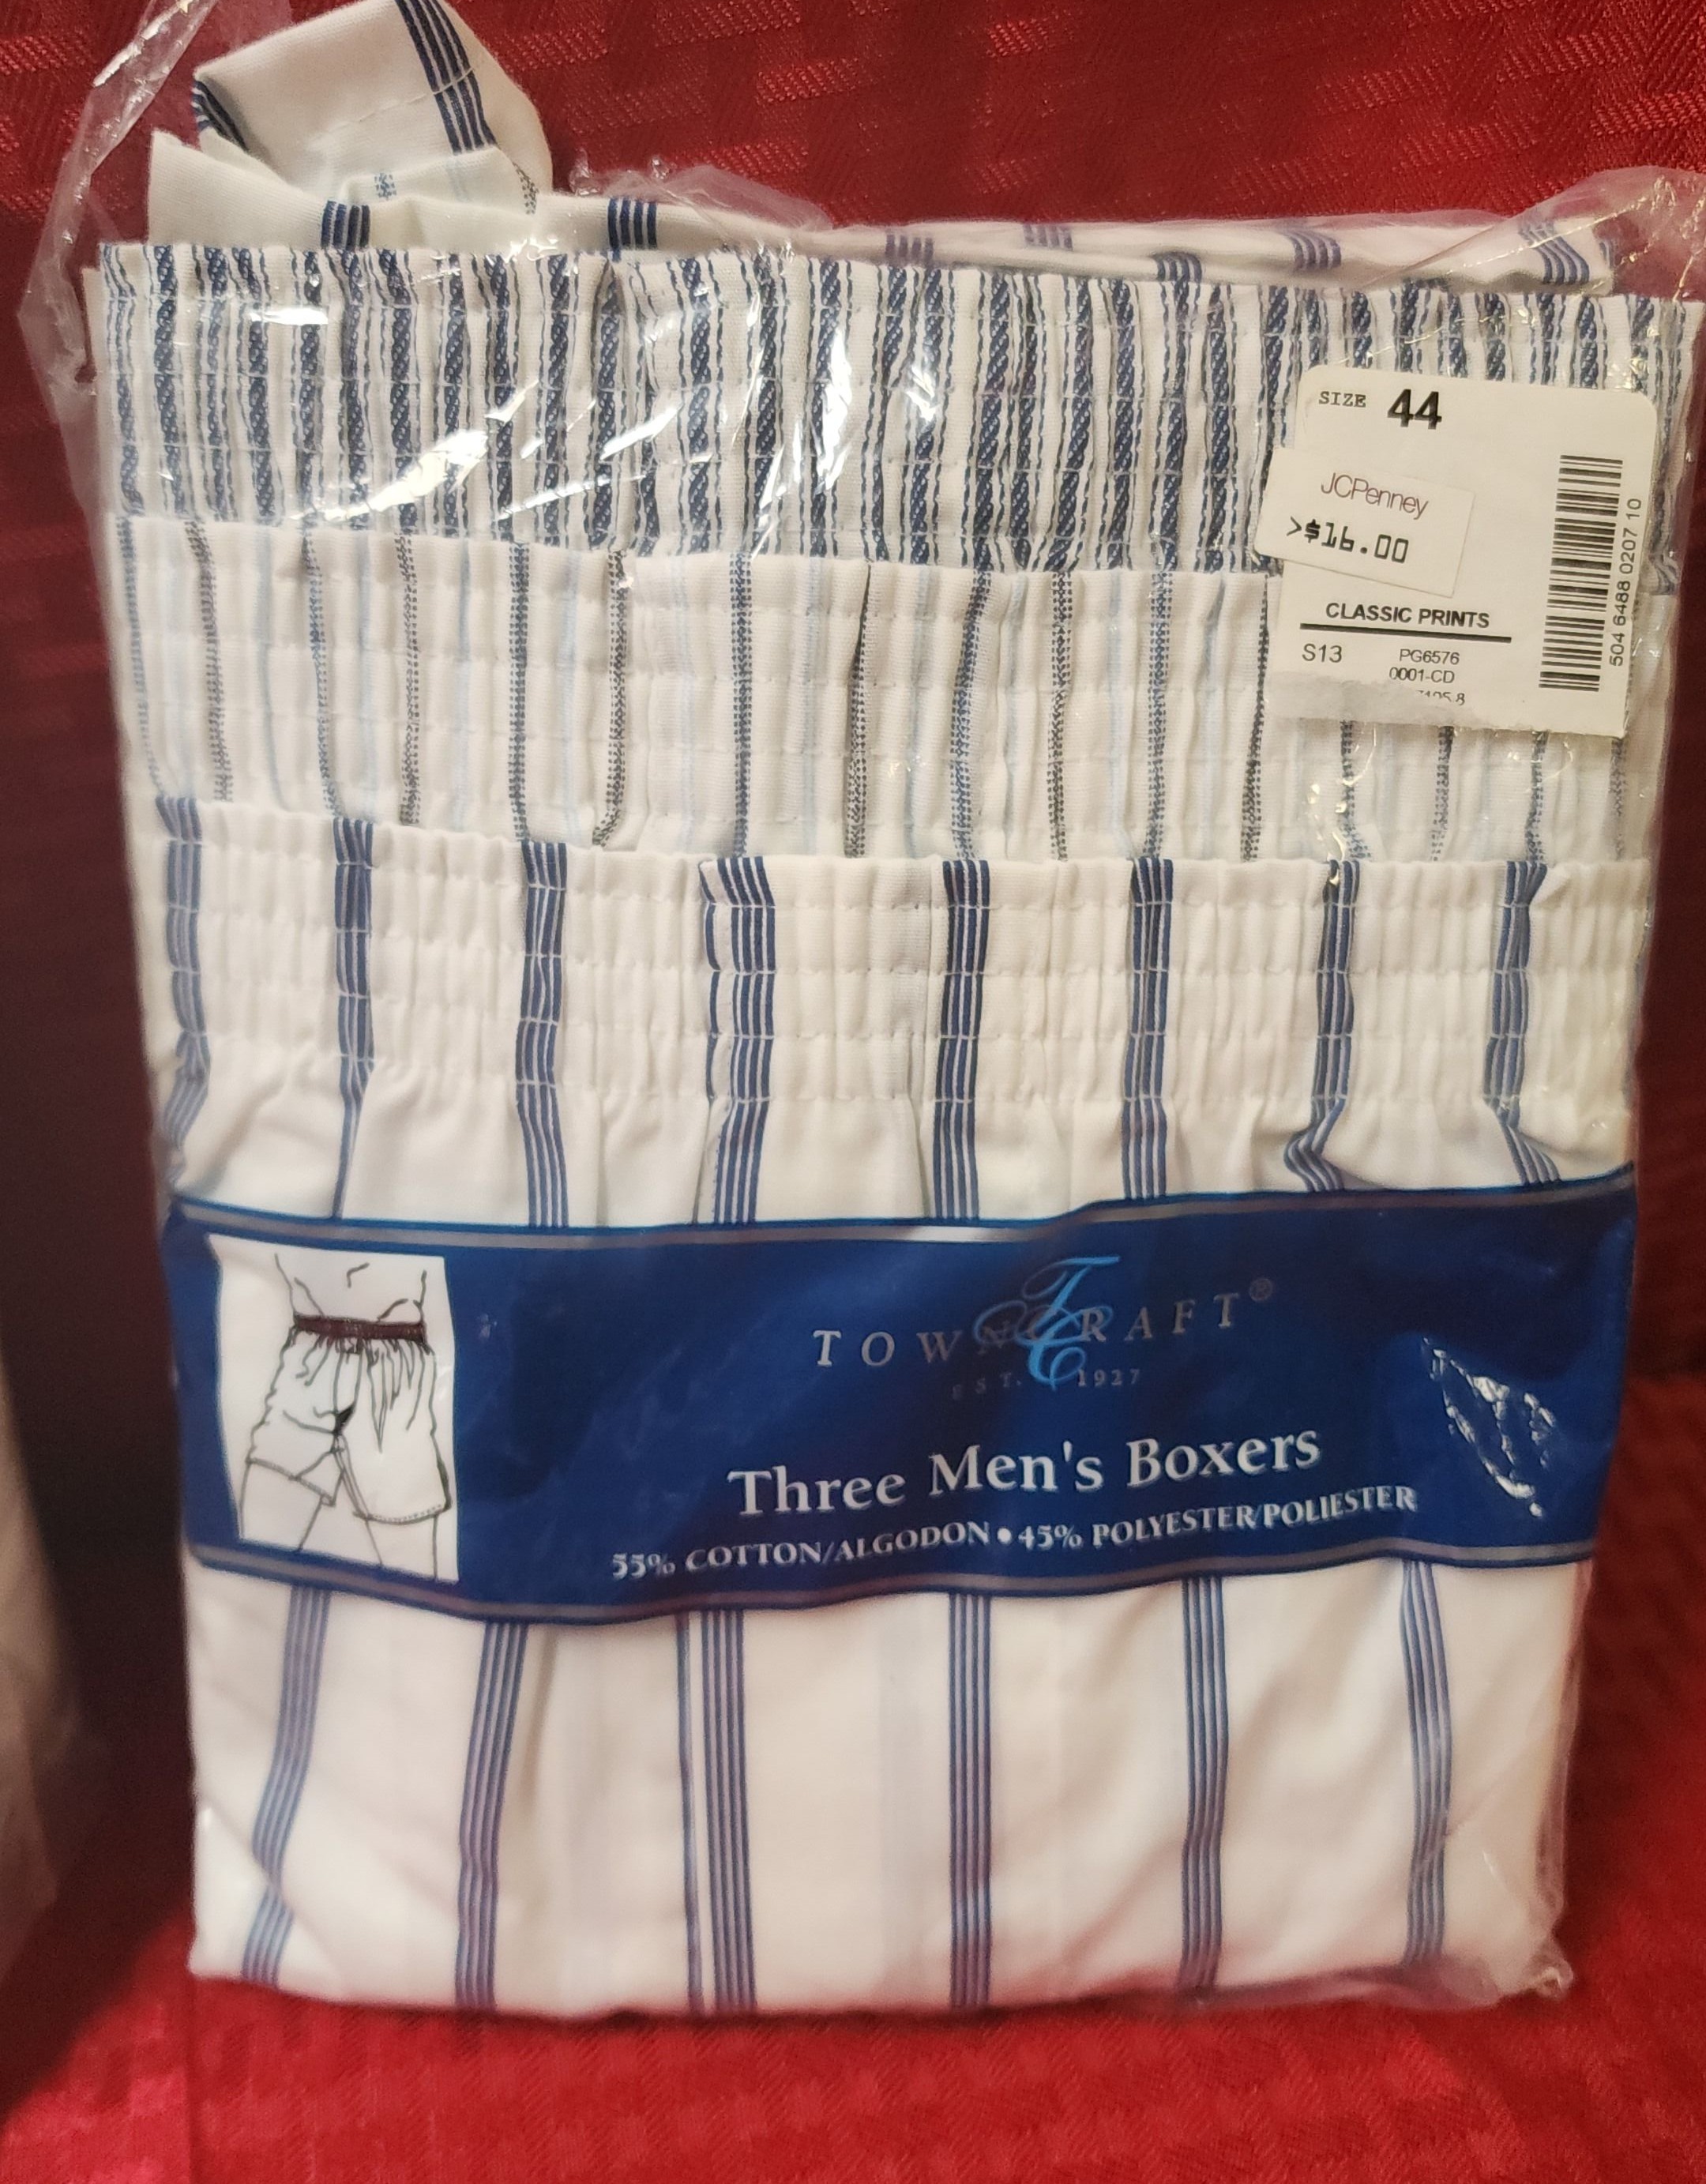 SIZE 44
JCPenney
>$16.00
CLASSIC PRINTS
S13 PG6576
0001-CD
504 6488 0207 10
TOWNCRAFT®
TC
EST. 1927
Three Men's Boxers
55% COTTON/ALGODON • 45% POLYESTER/POLIESTER